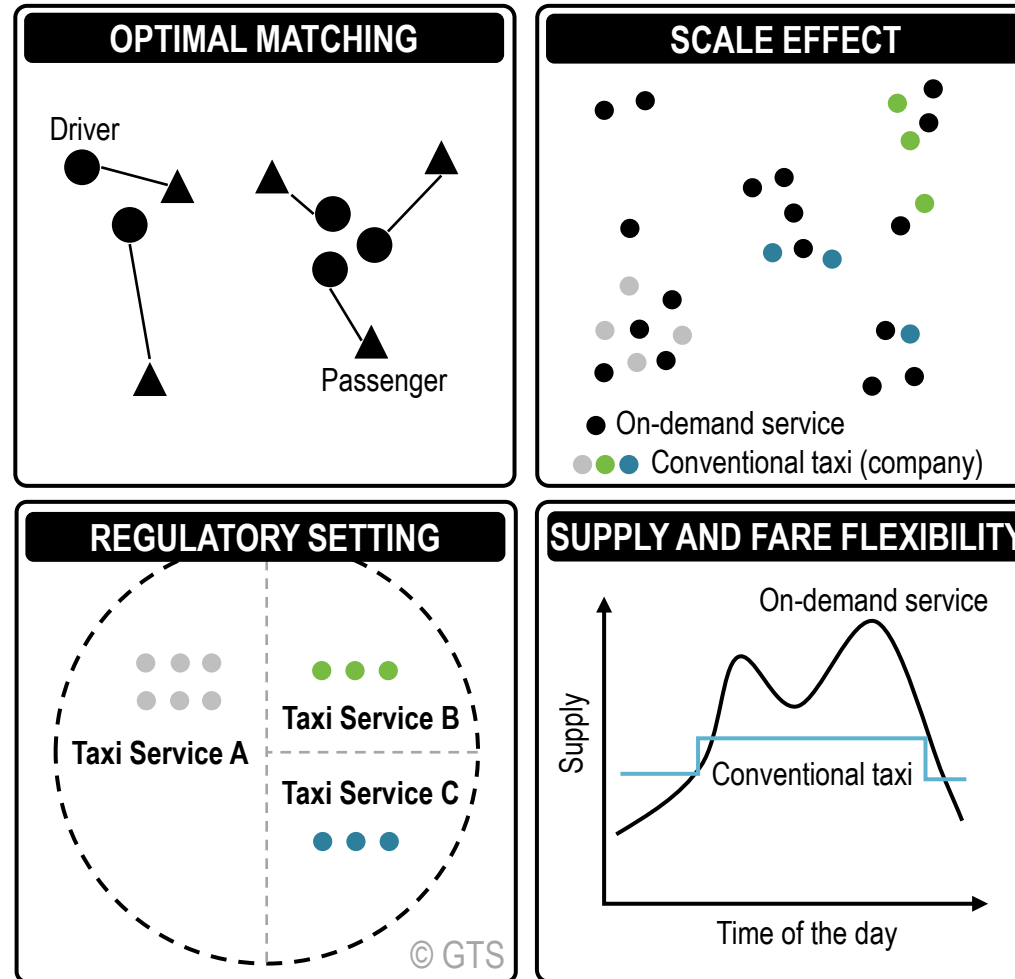 OPTIMAL MATCHING
Driver
Passenger
SCALE EFFECT
On-demand service
Conventional taxi (company)
REGULATORY SETTING
Taxi Service A
Taxi Service B
Taxi Service C
© GTS
SUPPLY AND FARE FLEXIBILITY
On-demand service
Supply
Conventional taxi
Time of the day